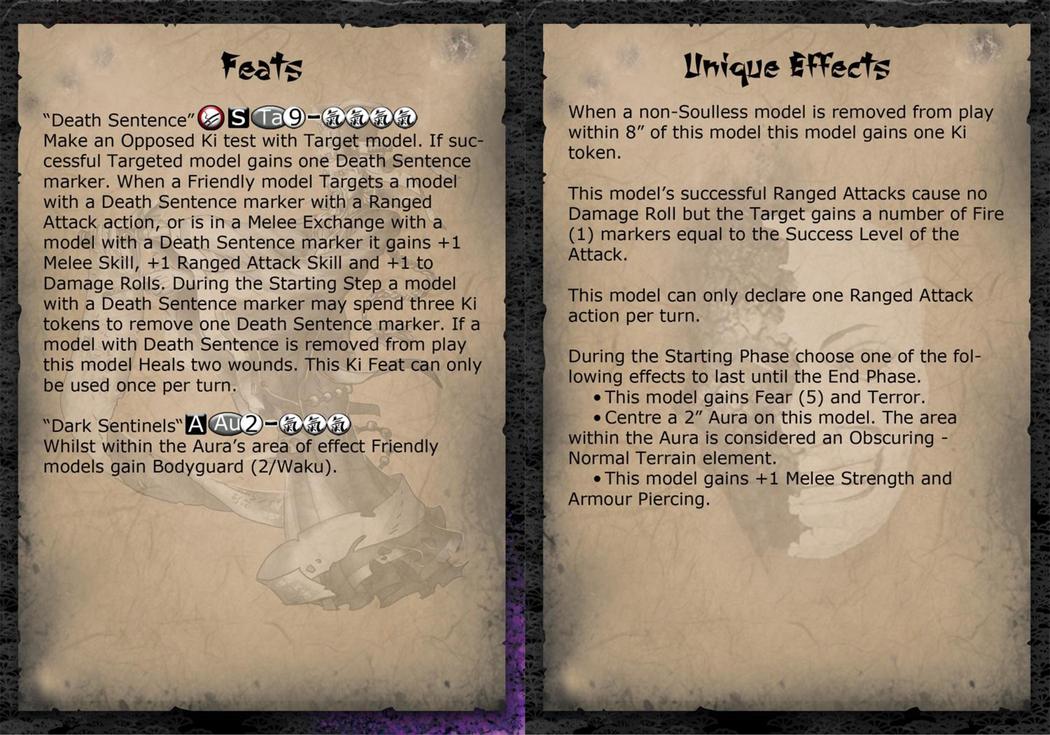 Feats
“Death Sentence” S Ta 9-氣氣氣氣
Make an Opposed Ki test with Target model. If suc-
cessful Targeted model gains one Death Sentence
marker. When a Friendly model Targets a model
with a Death Sentence marker with a Ranged
Attack action, or is in a Melee Exchange with a
model with a Death Sentence marker it gains +1
Melee Skill, +1 Ranged Attack Skill and +1 to
Damage Rolls. During the Starting Step a model
with a Death Sentence marker may spend three Ki
tokens to remove one Death Sentence marker. If a
model with Death Sentence is removed from play
this model Heals two wounds. This Ki Feat can only
be used once per turn.
“Dark Sentinels“ A Au 2-氣氣氣
Whilst within the Aura’s area of effect Friendly
models gain Bodyguard (2/Waku).
Unique Effects
When a non-Soulless model is removed from play
within 8” of this model this model gains one Ki
token.
This model’s successful Ranged Attacks cause no
Damage Roll but the Target gains a number of Fire
(1) markers equal to the Success Level of the
Attack.
This model can only declare one Ranged Attack
action per turn.
During the Starting Phase choose one of the fol-
lowing effects to last until the End Phase.
•This model gains Fear (5) and Terror.
•Centre a 2” Aura on this model. The area
within the Aura is considered an Obscuring -
Normal Terrain element.
•This model gains +1 Melee Strength and
Armour Piercing.